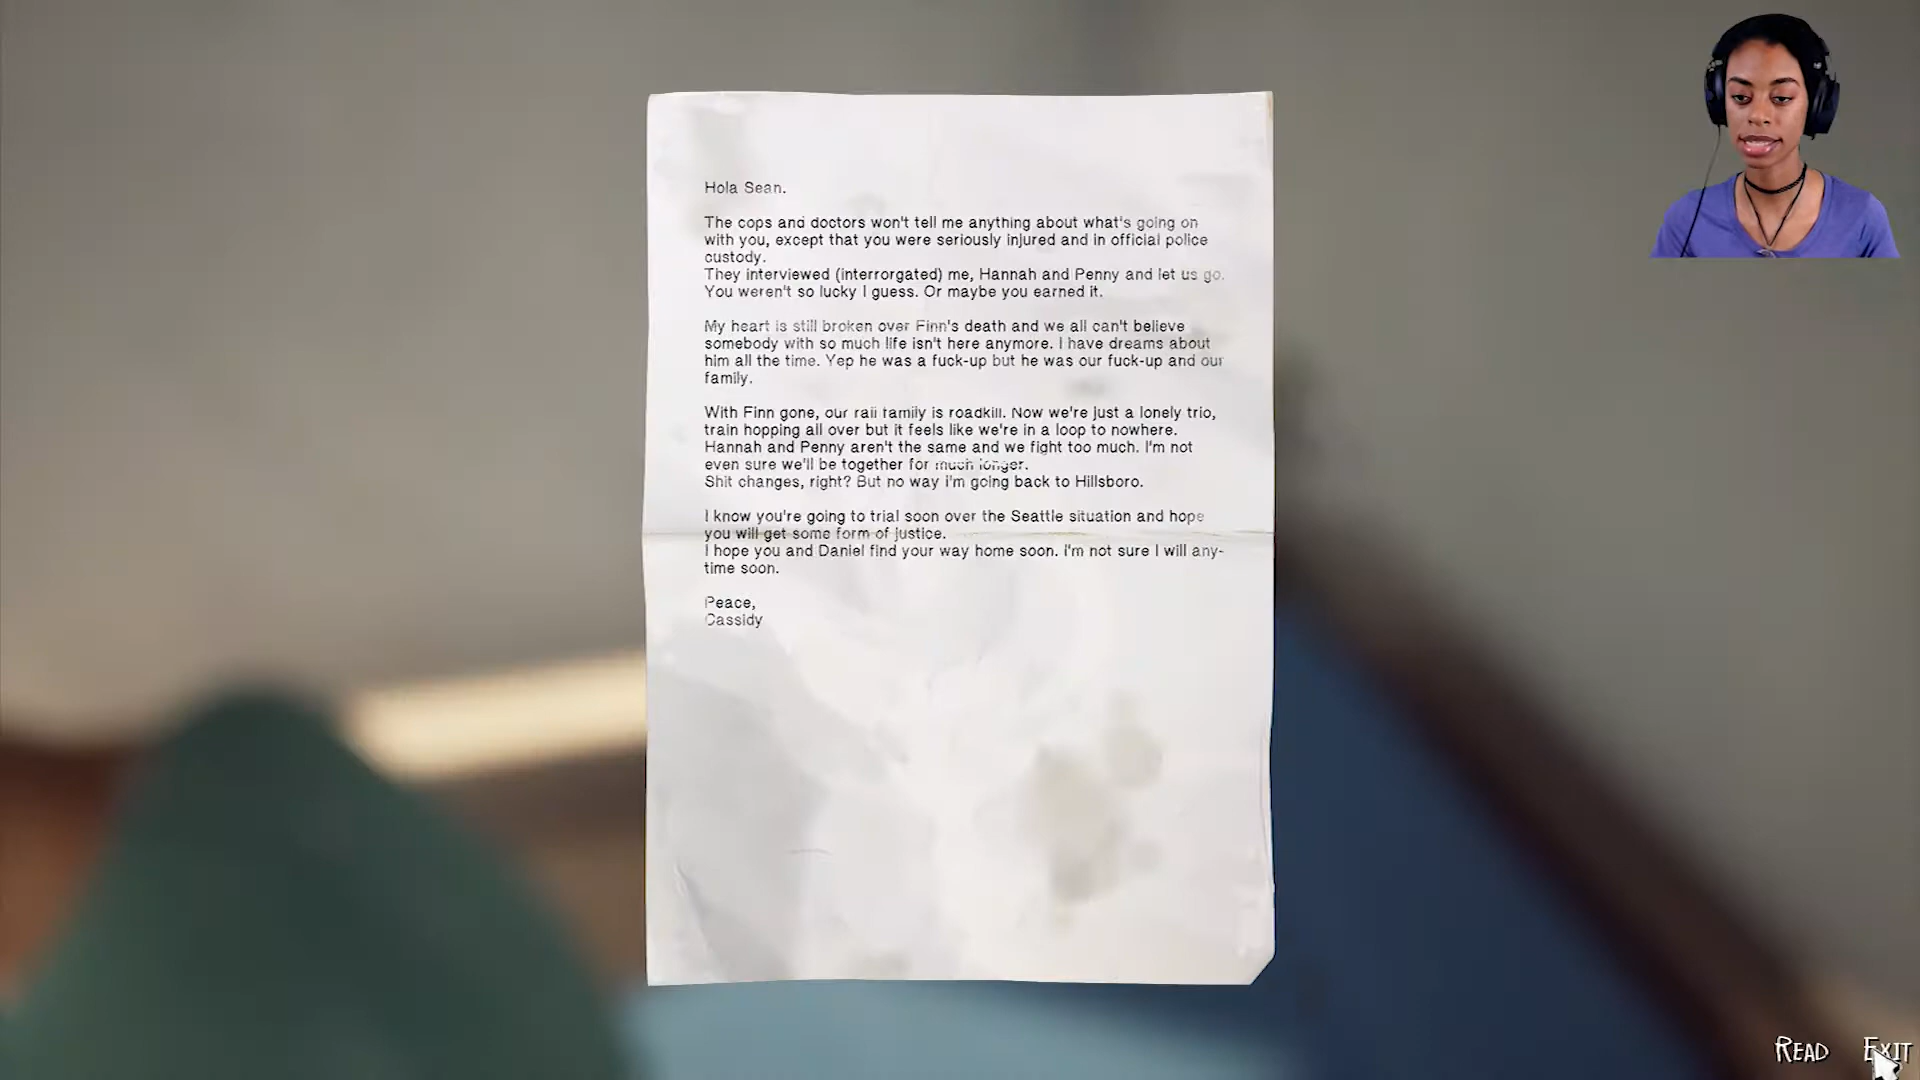 Hola Sean.
The cops and doctors won't tell me anything about what's going on
with you, except that you were seriously injured and in official police
custody.
They interviewed (interrorgated) me, Hannah and Penny and let us go.
You weren't so lucky I guess. Or maybe you earned it.
My heart is still broken over Finn's death and we all can't believe
somebody with so much life isn't here anymore. I have dreams about
him all the time. Yep he was a fuck-up but he was our fuck-up and our
family.
With Finn gone, our rail family is roadkill. Now we're just a lonely trio,
train hopping all over but it feels like we're in a loop to nowhere.
Hannah and Penny aren't the same and we fight too much. I'm not
even sure we'll be together for much longer.
Shit changes, right? But no way I'm going back to Hillsboro.
I know you're going to trial soon over the Seattle situation and hope
you will get some form of justice.
I hope you and Daniel find your way home soon. I'm not sure I will any-
time soon.
Peace,
Cassidy
READ EXIT